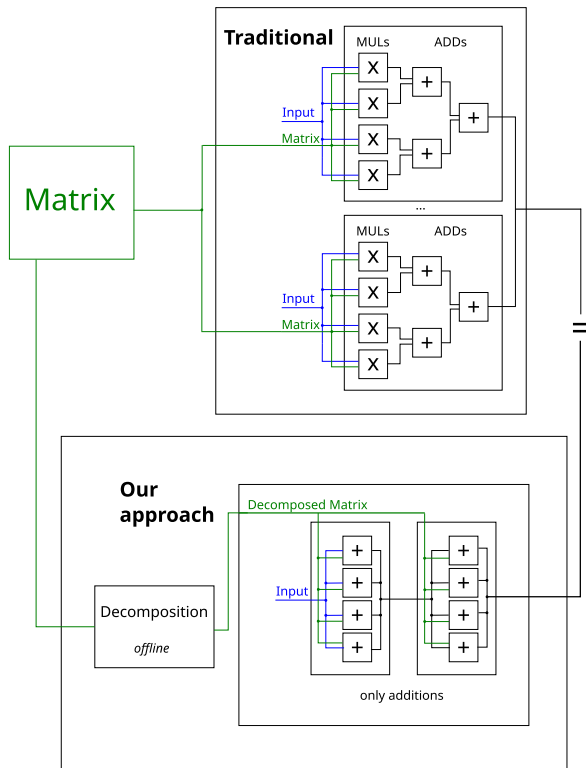 Traditional
MULs ADDs
X
+
X
Input
+
Matrix
X
+
X
Matrix
...
MULs ADDs
X
+
X
Input
+
Matrix
X
+
X
=
Our
approach
Decomposed Matrix
+ +
+ +
Input
+ +
+ +
Decomposition
offline
only additions